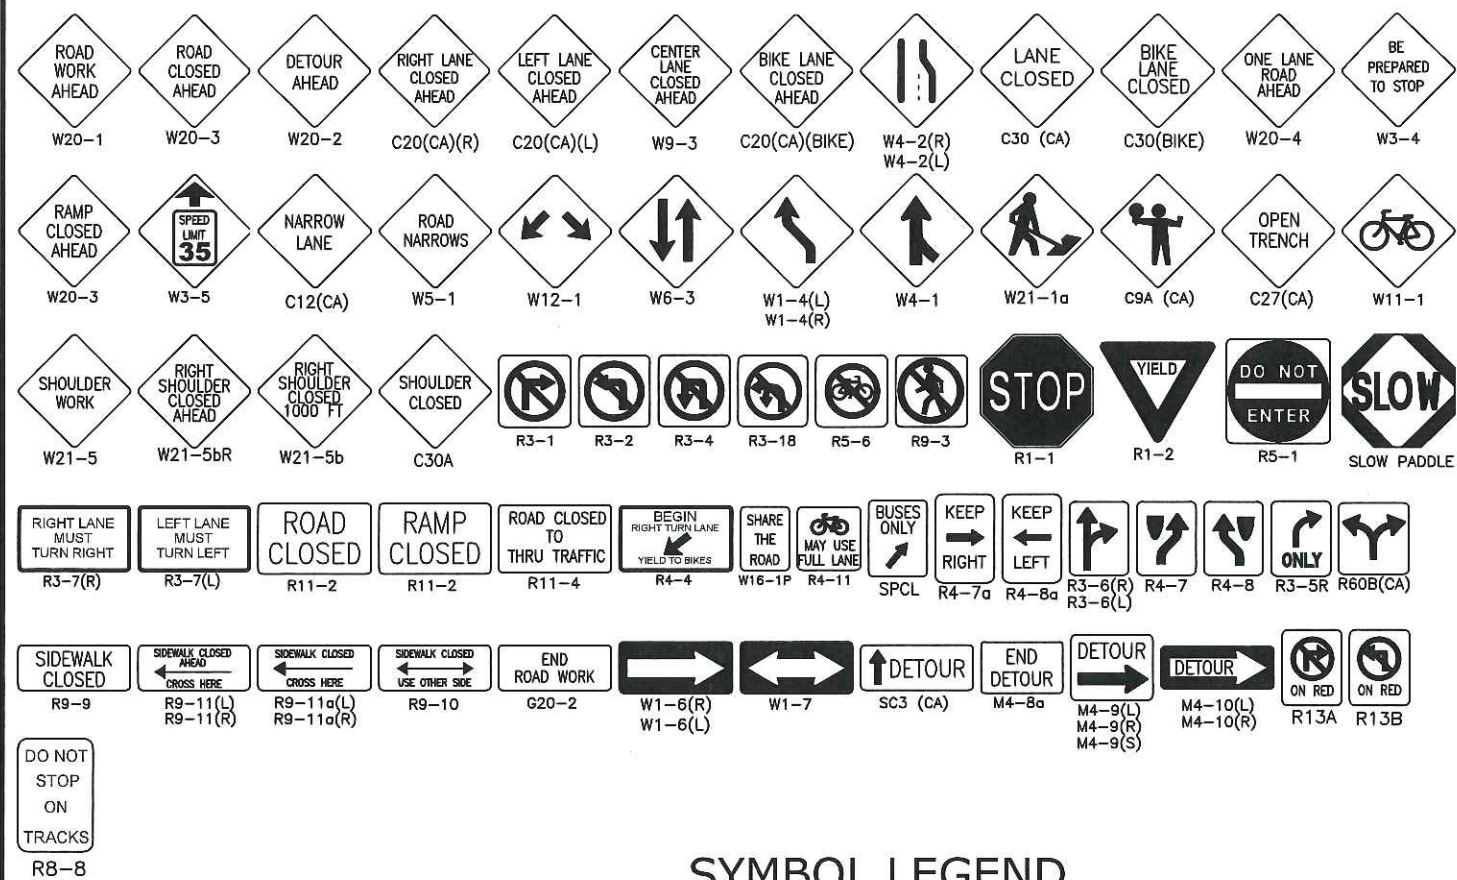 ROAD
WORK
AHEAD
W20-1
ROAD
CLOSED
AHEAD
W20-3
DETOUR
AHEAD
W20-2
RIGHT LANE
CLOSED
AHEAD
C20(CA)(R)
LEFT LANE
CLOSED
AHEAD
C20(CA)(L)
CENTER
LANE
CLOSED
AHEAD
W9-3
BIKE LANE
CLOSED
AHEAD
C20(CA)(BIKE)
W4-2(R)
W4-2(L)
LANE
CLOSED
C30 (CA)
BIKE
LANE
CLOSED
C30(BIKE)
ONE LANE
ROAD
AHEAD
W20-4
BE
PREPARED
TO STOP
W3-4
RAMP
CLOSED
AHEAD
W20-3
SPEED
LIMIT
35
W3-5
NARROW
LANE
C12(CA)
ROAD
NARROWS
W5-1
W12-1
W6-3
W1-4(L)
W1-4(R)
W4-1
W21-1a
C9A (CA)
OPEN
TRENCH
C27(CA)
W11-1
SHOULDER
WORK
W21-5
RIGHT
SHOULDER
CLOSED
AHEAD
W21-5bR
RIGHT
SHOULDER
CLOSED
1000 FT
W21-5b
SHOULDER
CLOSED
C30A
R3-1
R3-2
R3-4
R3-18
R5-6
R9-3
STOP
R1-1
YIELD
R1-2
DO NOT
ENTER
R5-1
SLOW
SLOW PADDLE
RIGHT LANE
MUST
TURN RIGHT
R3-7(R)
LEFT LANE
MUST
TURN LEFT
R3-7(L)
ROAD
CLOSED
R11-2
RAMP
CLOSED
R11-2
ROAD CLOSED
TO
THRU TRAFFIC
R11-4
BEGIN
RIGHT TURN LANE
YIELD TO BIKES
R4-4
SHARE
THE
ROAD
W16-1P
MAY USE
FULL LANE
R4-11
BUSES
ONLY
SPCL
KEEP
RIGHT
R4-7a
KEEP
LEFT
R4-8a
R3-6(R)
R3-6(L)
R4-7
R4-8
ONLY
R3-5R
R60B(CA)
SIDEWALK
CLOSED
R9-9
SIDEWALK CLOSED
AHEAD
CROSS HERE
R9-11(L)
R9-11(R)
SIDEWALK CLOSED
CROSS HERE
R9-11a(L)
R9-11a(R)
SIDEWALK CLOSED
USE OTHER SIDE
R9-10
END
ROAD WORK
G20-2
W1-6(R)
W1-6(L)
W1-7
DETOUR
SC3 (CA)
END
DETOUR
M4-8a
DETOUR
M4-9(L)
M4-9(R)
M4-9(S)
DETOUR
M4-10(L)
M4-10(R)
ON RED
R13A
ON RED
R13B
DO NOT
STOP
ON
TRACKS
R8-8
SYMBOL LEGEND